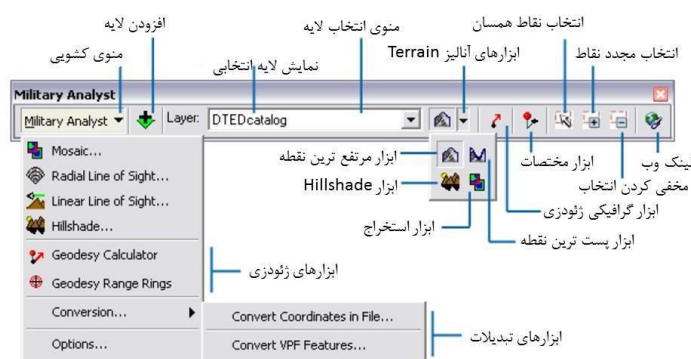 انتخاب نقاط همسان
افزودن لایه
منوی انتخاب لایه
انتخاب مجدد نقاط
ابزارهای آنالیز Terrain
منوی کشویی
نمایش لایه انتخابی
Military Analyst
Military Analyst
Layer:
DTEDcatalog
لینک وب
ابزار مختصات
مخفی کردن انتخاب
ابزار گرافیکی ژئودزی
ابزار پست ترین نقطه
ابزار مرتفع ترین نقطه
ابزار Hillshade
ابزار استخراج
Mosaic...
Radial Line of Sight...
Linear Line of Sight...
Hillshade...
Geodesy Calculator
Geodesy Range Rings
ابزارهای ژئودزی
Conversion...
Convert Coordinates in File...
Options...
Convert VPF Features...
ابزارهای تبدیلات